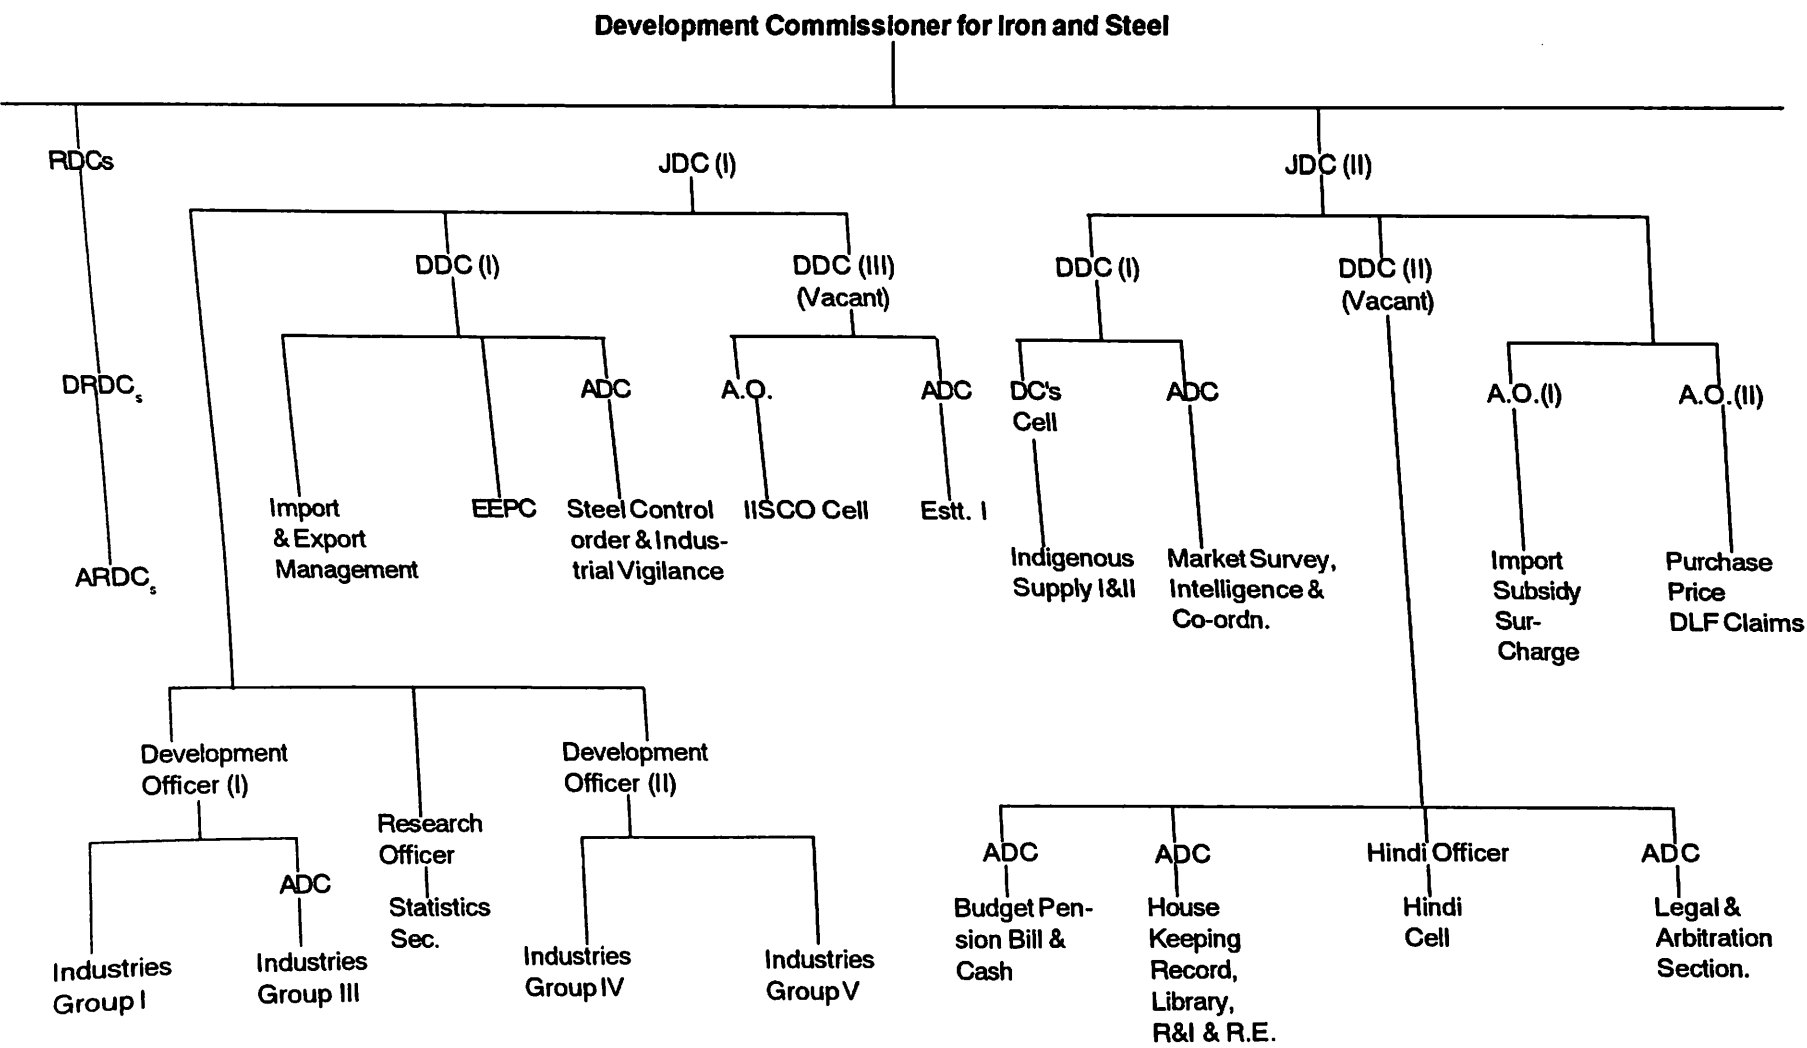 Development Commissioner for Iron and Steel
RDCs
JDC (I)
JDC (II)
DDC (I)
DDC (III)
(Vacant)
DDC (I)
DDC (II)
(Vacant)
DRDCs
ADC
A.O.
ADC
DC's
Cell
ADC
A.O.(I)
A.O.(II)
Import
& Export
Management
EEPC
Steel Control
order & Indus-
trial Vigilance
IISCO Cell
Estt. I
Indigenous
Supply I&II
Market Survey,
Intelligence &
Co-ordn.
Import
Subsidy
Sur-
Charge
Purchase
Price
DLF Claims
ARDCs
Development
Officer (I)
Research
Officer
Development
Officer (II)
ADC
Statistics
Sec.
Industries
Group I
Industries
Group III
Industries
Group IV
Industries
Group V
ADC
ADC
Hindi Officer
ADC
Budget Pen-
sion Bill &
Cash
House
Keeping
Record,
Library,
R&I & R.E.
Hindi
Cell
Legal &
Arbitration
Section.